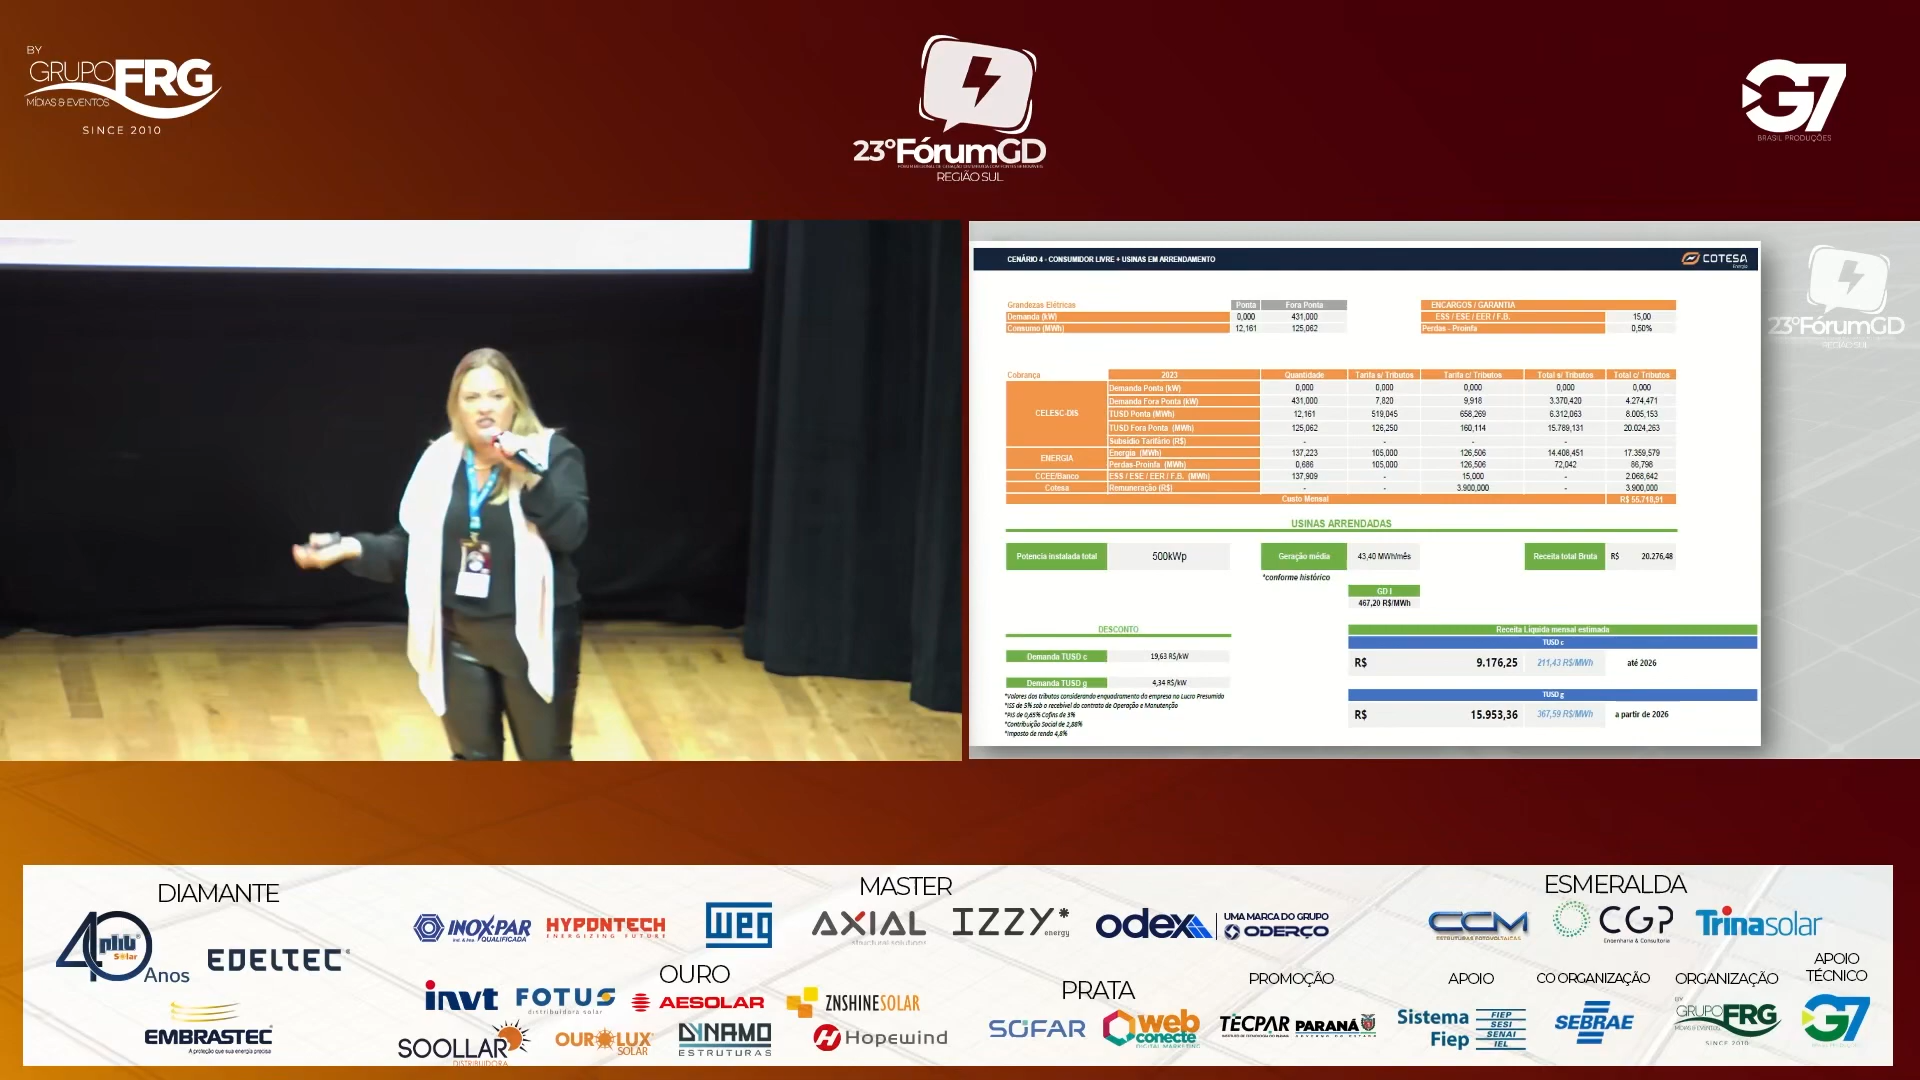 BY
GRUPO FRG
MÍDIAS & EVENTOS
SINCE 2010
23º FórumGD
REGIÃO SUL
G7
BRASIL PRODUÇÕES
CENÁRIO 4 - CONSUMIDOR LIVRE + USINAS EM ARRENDAMENTO
COTESA
Energia
23º FórumGD
REGIÃO SUL
Grandezas Elétricas Ponta Fora Ponta
Demanda (kW) 0,000 431,000
Consumo (MWh) 12,161 125,062
ENCARGOS / GARANTIA
ESS / ESE / EER / F.B. 15,00
Perdas - Proinfa 0,50%
Cobrança 2023 Quantidade Tarifa s/ Tributos Tarifa c/ Tributos Total s/ Tributos Total c/ Tributos
CELESC-DIS
Demanda Ponta (kW) 0,000 0,000 0,000 0,000 0,000
Demanda Fora Ponta (kW) 431,000 7,820 9,918 3.370,420 4.274,471
TUSD Ponta (MWh) 12,161 519,045 658,269 6.312,063 8.005,153
TUSD Fora Ponta (MWh) 125,062 126,250 160,114 15.789,131 20.024,263
Subsídio Tarifário (R$) - - - - -
ENERGIA
Energia (MWh) 137,223 105,000 126,506 14.408,451 17.359,579
Perdas-Proinfa (MWh) 0,686 105,000 126,506 72,042 86,798
CCEE/Banco ESS / ESE / EER / F.B. (MWh) 137,909 - 15,000 - 2.068,642
Cotesa Remuneração (R$) - - 3.900,000 - 3.900,000
Custo Mensal R$ 55.718,91
USINAS ARRENDADAS
Potencia instalada total 500kWp Geração média 43,40 MWh/mês Receita total Bruta R$ 20.276,48
*conforme histórico
GD I
467,20 R$/MWh
DESCONTO
Demanda TUSD c 19,63 R$/kW
Demanda TUSD g 4,34 R$/kW
*Valores dos tributos considerando enquadramento da empresa no Lucro Presumido
*ISS de 5% sob o recebível do contrato de Operação e Manutenção
*PIS de 0,65% Cofins de 3%
*Contribuição Social de 2,88%
*Imposto de renda 4,8%
Receita Líquida mensal estimada
TUSD c
R$ 9.176,25 211,43 R$/MWh até 2026
TUSD g
R$ 15.953,36 367,59 R$/MWh a partir de 2026
DIAMANTE
40 Anos
phb
Solar
EDELTEC
EMBRASTEC
A proteção que sua energia precisa
MASTER
INOX-PAR
QUALIFICADA
HYPONTECH
ENERGIZING FUTURE
WEG
AXIAL
structural solutions
IZZY*
energy
odex
UMA MARCA DO GRUPO
ODERÇO
ESMERALDA
CCM
ESTRUTURAS FOTOVOLTAICAS
CGP
Engenharia & Consultoria
Trinasolar
OURO
invt
FOTUS
distribuidora solar
AESOLAR
ZNSHINESOLAR
SOOLLAR
DISTRIBUIDORA
OUROLUX
SOLAR
DYNAMO
ESTRUTURAS
Hopewind
PRATA
SOFAR
web
conecte
DIGITAL MARKETING
PROMOÇÃO
TECPAR
PARANÁ
APOIO
Sistema
Fiep
FIEP
SESI
SENAI
IEL
CO ORGANIZAÇÃO
SEBRAE
ORGANIZAÇÃO
BY
GRUPO FRG
MÍDIAS & EVENTOS
SINCE 2010
APOIO
TÉCNICO
G7